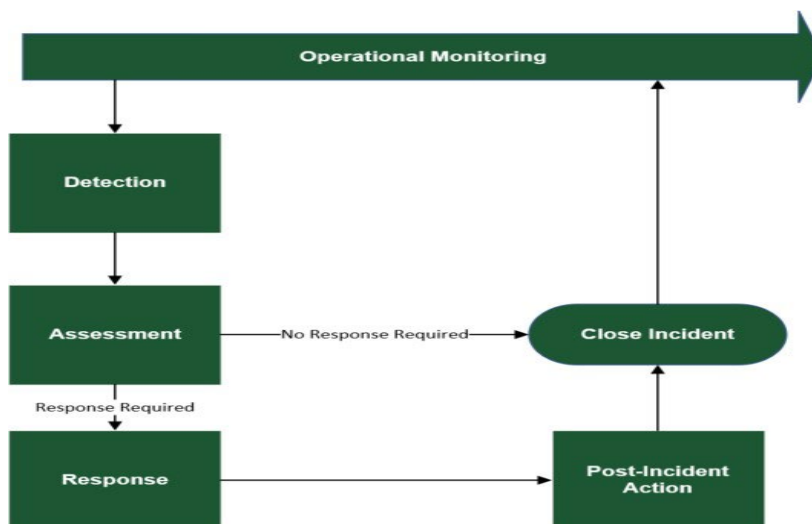 Operational Monitoring
Detection
Assessment
No Response Required
Close Incident
Response Required
Response
Post-Incident
Action